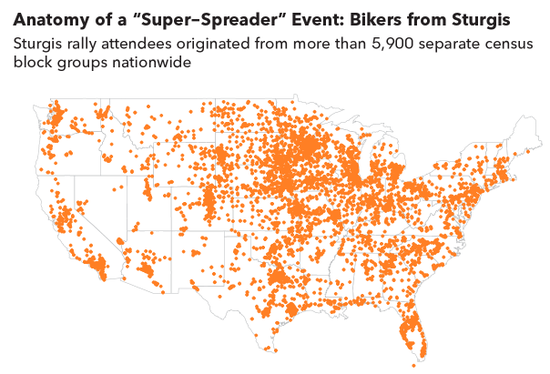 Anatomy of a “Super−Spreader” Event: Bikers from Sturgis
Sturgis rally attendees originated from more than 5,900 separate census
block groups nationwide